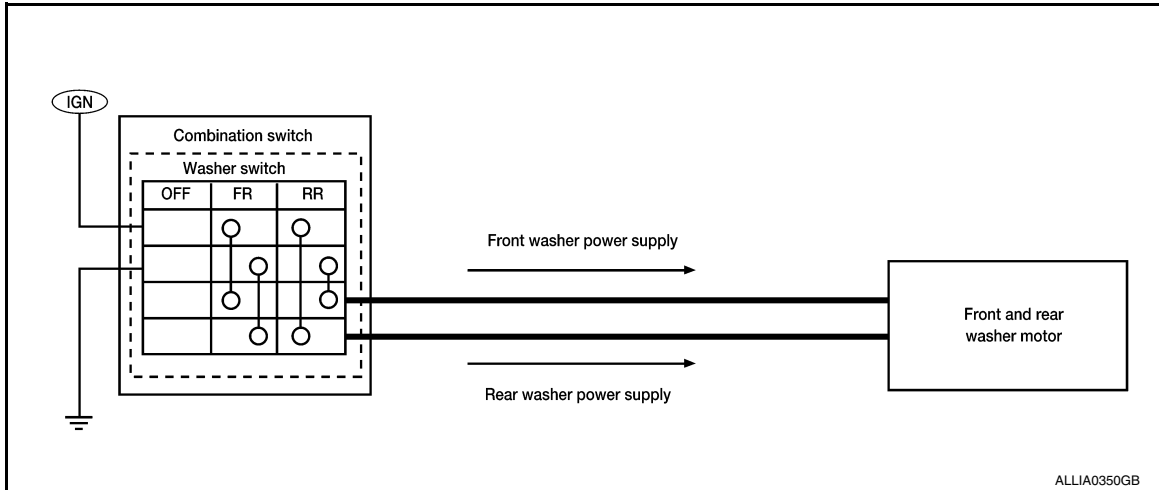 IGN
Combination switch
Washer switch
OFF FR RR
Front washer power supply
Front and rear
washer motor
Rear washer power supply
ALLIA0350GB